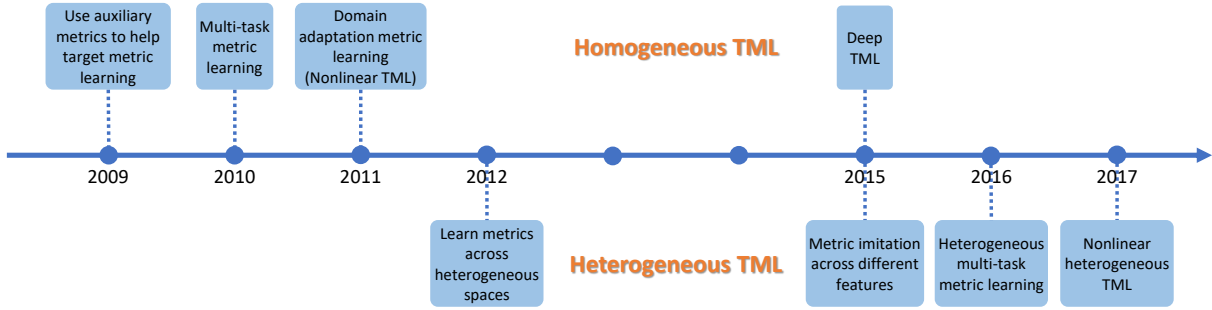 Use auxiliary
metrics to help
target metric
learning
Multi-task
metric
learning
Domain
adaptation metric
learning
(Nonlinear TML)
Homogeneous TML
Deep
TML
2009
2010
2011
2012
2015
2016
2017
Learn metrics
across
heterogeneous
spaces
Heterogeneous TML
Metric imitation
across different
features
Heterogeneous
multi-task
metric learning
Nonlinear
heterogeneous
TML